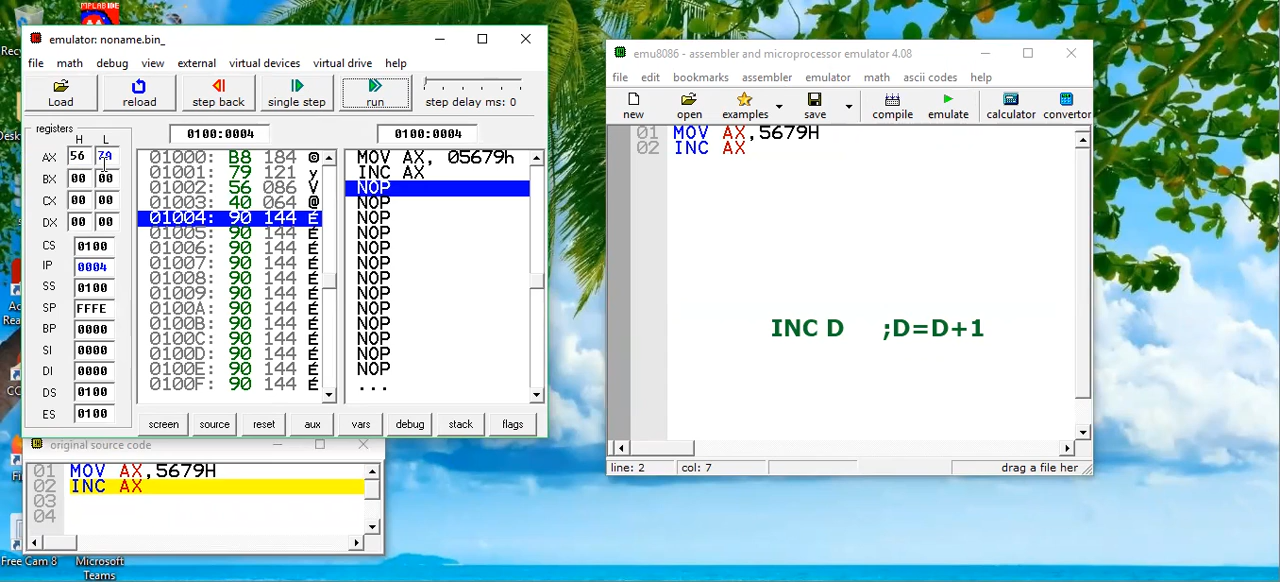 MPLAB IDE
emulator: noname.bin_
file math debug view external virtual devices virtual drive help
Load reload step back single step run step delay ms: 0
registers 0100:0004 0100:0004
H L
AX 56
BX 00 00
CX 00 00
DX 00 00
CS 0100
IP 0004
SS 0100
SP FFFE
BP 0000
SI 0000
DI 0000
DS 0100
ES 0100
01000: B8 184 @
01001: 79 121 y
01002: 56 086 V
01003: 40 064 @
01004: 90 144 É
01005: 90 144 É
01006: 90 144 É
01007: 90 144 É
01008: 90 144 É
01009: 90 144 É
0100A: 90 144 É
0100B: 90 144 É
0100C: 90 144 É
0100D: 90 144 É
0100E: 90 144 É
0100F: 90 144 É
MOV AX, 05679h
INC AX
NOP
NOP
NOP
NOP
NOP
NOP
NOP
NOP
NOP
NOP
NOP
NOP
NOP
...
screen source reset aux vars debug stack flags
original source code
01 MOV AX,5679H
02 INC AX
03
04
emu8086 - assembler and microprocessor emulator 4.08
file edit bookmarks assembler emulator math ascii codes help
new open examples save compile emulate calculator convertor
01 MOV AX,5679H
02 INC AX
INC D ;D=D+1
line: 2 col: 7 drag a file her
Free Cam 8
Microsoft
Teams